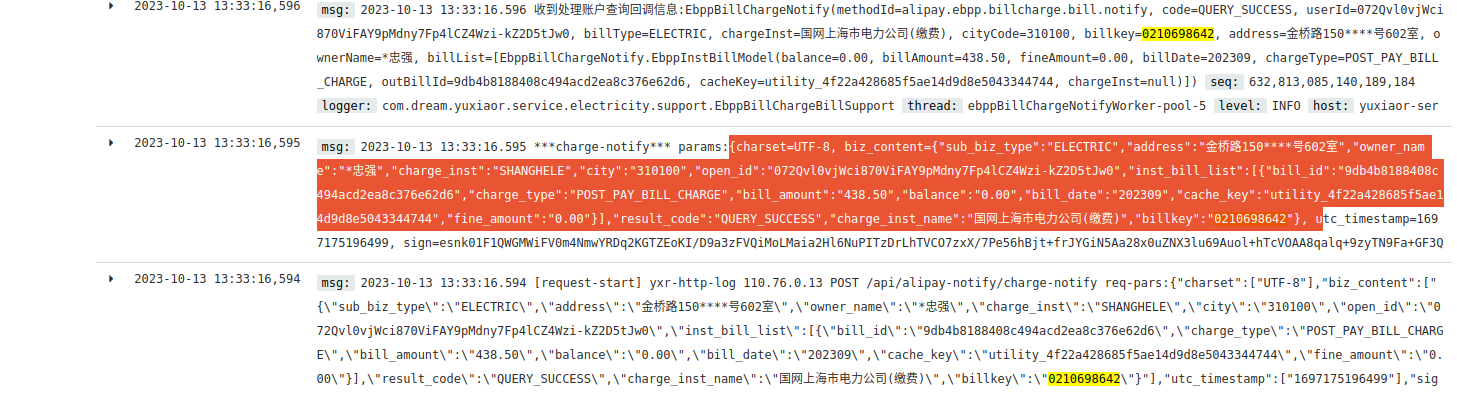 2023-10-13 13:33:16,596 msg: 2023-10-13 13:33:16.596 收到处理账户查询回调信息:EbppBillChargeNotify(methodId=alipay.ebpp.billcharge.bill.notify, code=QUERY_SUCCESS, userId=072Qvl0vjWci
870ViFAY9pMdny7Fp4lCZ4Wzi-kZ2D5tJw0, billType=ELECTRIC, chargeInst=国网上海市电力公司(缴费), cityCode=310100, billkey=0210698642, address=金桥路150****号602室, o
wnerName=*忠强, billList=[EbppBillChargeNotify.EbppInstBillModel(balance=0.00, billAmount=438.50, fineAmount=0.00, billDate=202309, chargeType=POST_PAY_BILL
_CHARGE, outBillId=9db4b8188408c494acd2ea8c376e62d6, cacheKey=utility_4f22a428685f5ae14d9d8e5043344744, chargeInst=null)]) seq: 632,813,085,140,189,184
logger: com.dream.yuxiaor.service.electricity.support.EbppBillChargeBillSupport thread: ebppBillChargeNotifyWorker-pool-5 level: INFO host: yuxiaor-ser
2023-10-13 13:33:16,595 msg: 2023-10-13 13:33:16.595 ***charge-notify*** params:{charset=UTF-8, biz_content={"sub_biz_type":"ELECTRIC","address":"金桥路150****号602室","owner_nam
e":"*忠强","charge_inst":"SHANGHELE","city":"310100","open_id":"072Qvl0vjWci870ViFAY9pMdny7Fp4lCZ4Wzi-kZ2D5tJw0","inst_bill_list":[{"bill_id":"9db4b8188408c
494acd2ea8c376e62d6","charge_type":"POST_PAY_BILL_CHARGE","bill_amount":"438.50","balance":"0.00","bill_date":"202309","cache_key":"utility_4f22a428685f5ae1
4d9d8e5043344744","fine_amount":"0.00"}],"result_code":"QUERY_SUCCESS","charge_inst_name":"国网上海市电力公司(缴费)","billkey":"0210698642"}, utc_timestamp=169
7175196499, sign=esnk01F1QWGMWiFV0m4NmwYRDq2KGTZEoKI/D9a3zFVQiMoLMaia2Hl6NuPITzDrLhTVCO7zxX/7Pe56hBjt+frJYGiN5Aa28x0uZNX3lu69Auol+hTcVOAA8qalq+9zyTN9Fa+GF3Q
2023-10-13 13:33:16,594 msg: 2023-10-13 13:33:16.594 [request-start] yxr-http-log 110.76.0.13 POST /api/alipay-notify/charge-notify req-pars:{"charset":["UTF-8"],"biz_content":["
{\"sub_biz_type\":\"ELECTRIC\",\"address\":\"金桥路150****号602室\",\"owner_name\":\"*忠强\",\"charge_inst\":\"SHANGHELE\",\"city\":\"310100\",\"open_id\":\"0
72Qvl0vjWci870ViFAY9pMdny7Fp4lCZ4Wzi-kZ2D5tJw0\",\"inst_bill_list\":[{\"bill_id\":\"9db4b8188408c494acd2ea8c376e62d6\",\"charge_type\":\"POST_PAY_BILL_CHARG
E\",\"bill_amount\":\"438.50\",\"balance\":\"0.00\",\"bill_date\":\"202309\",\"cache_key\":\"utility_4f22a428685f5ae14d9d8e5043344744\",\"fine_amount\":\"0.
00\"}],\"result_code\":\"QUERY_SUCCESS\",\"charge_inst_name\":\"国网上海市电力公司(缴费)\",\"billkey\":\"0210698642\"}"],"utc_timestamp":["1697175196499"],"sig